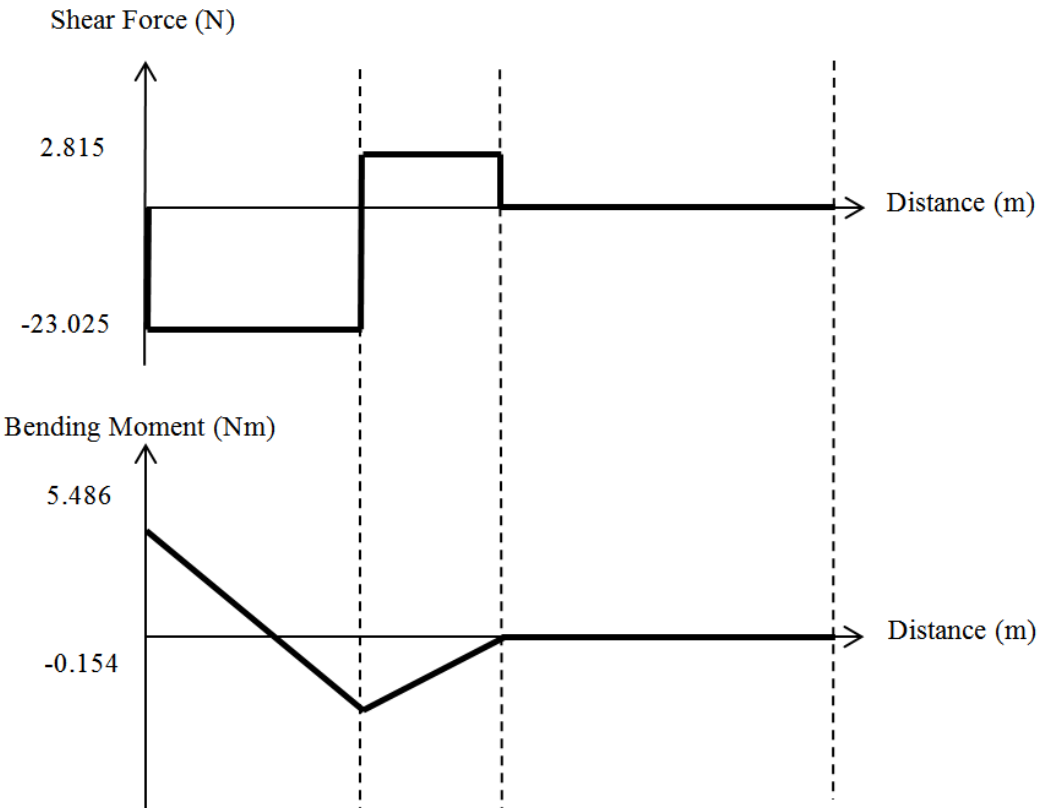 Shear Force (N)
2.815
Distance (m)
-23.025
Bending Moment (Nm)
5.486
Distance (m)
-0.154